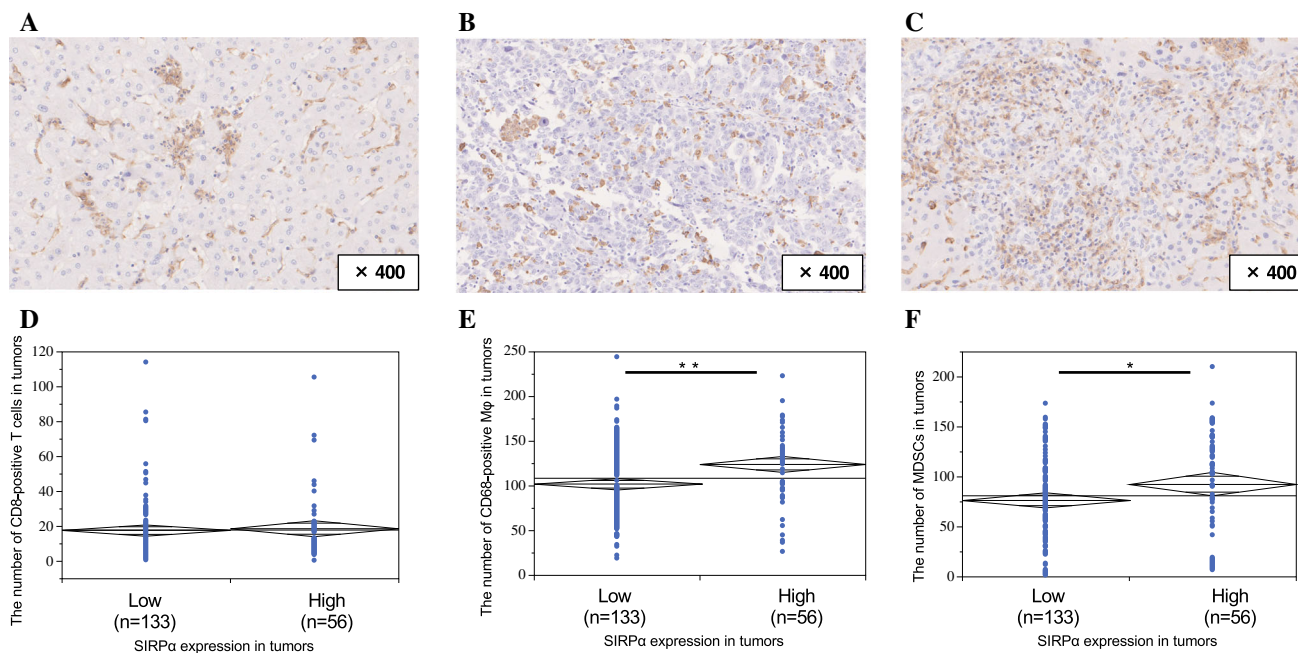 A
B
C
× 400
× 400
× 400
D
E
F
The number of CD8-positive T cells in tumors
120
100
80
60
40
20
0
Low
(n=133)
High
(n=56)
SIRPα expression in tumors
The number of CD68-positive Mφ in tumors
250
200
150
100
50
0
* *
Low
(n=133)
High
(n=56)
SIRPα expression in tumors
The number of MDSCs in tumors
200
150
100
50
0
*
Low
(n=133)
High
(n=56)
SIRPα expression in tumors